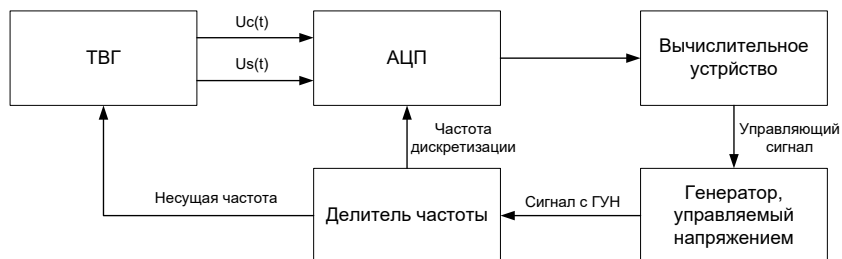 ТВГ
Uc(t)
Us(t)
АЦП
Вычислительное
устрйство
Частота
дискретизации
Управляющий
сигнал
Несущая частота
Делитель частоты
Сигнал с ГУН
Генератор,
управляемый
напряжением